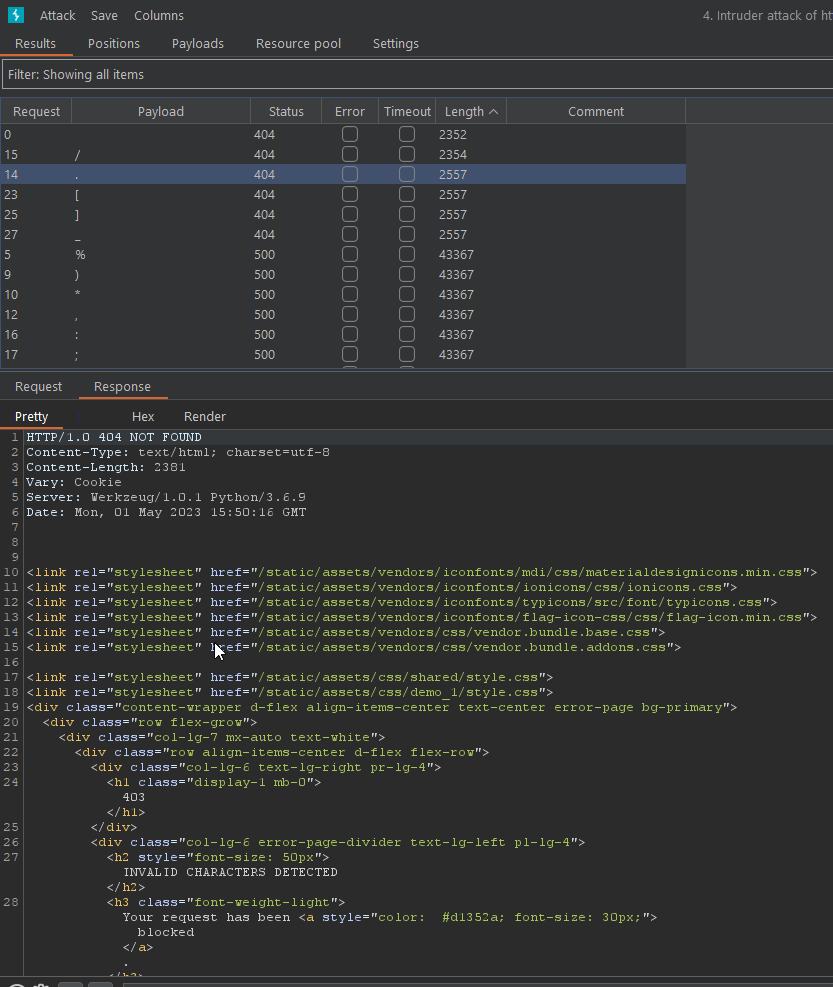 Attack Save Columns 4. Intruder attack of ht
Results Positions Payloads Resource pool Settings
Filter: Showing all items
Request Payload Status Error Timeout Length Comment
0 404 2352
15 / 404 2354
14 . 404 2557
23 [ 404 2557
25 ] 404 2557
27 _ 404 2557
5 % 500 43367
9 ) 500 43367
10 * 500 43367
12 , 500 43367
16 : 500 43367
17 ; 500 43367
Request Response
Pretty Hex Render
1 HTTP/1.0 404 NOT FOUND
2 Content-Type: text/html; charset=utf-8
3 Content-Length: 2381
4 Vary: Cookie
5 Server: Werkzeug/1.0.1 Python/3.6.9
6 Date: Mon, 01 May 2023 15:50:16 GMT
7
8
9
10 <link rel="stylesheet" href="/static/assets/vendors/iconfonts/mdi/css/materialdesignicons.min.css">
11 <link rel="stylesheet" href="/static/assets/vendors/iconfonts/ionicons/css/ionicons.css">
12 <link rel="stylesheet" href="/static/assets/vendors/iconfonts/typicons/src/font/typicons.css">
13 <link rel="stylesheet" href="/static/assets/vendors/iconfonts/flag-icon-css/css/flag-icon.min.css">
14 <link rel="stylesheet" href="/static/assets/vendors/css/vendor.bundle.base.css">
15 <link rel="stylesheet" href="/static/assets/vendors/css/vendor.bundle.addons.css">
16
17 <link rel="stylesheet" href="/static/assets/css/shared/style.css">
18 <link rel="stylesheet" href="/static/assets/css/demo_1/style.css">
19 <div class="content-wrapper d-flex align-items-center text-center error-page bg-primary">
20 <div class="row flex-grow">
21 <div class="col-lg-7 mx-auto text-white">
22 <div class="row align-items-center d-flex flex-row">
23 <div class="col-lg-6 text-lg-right pr-lg-4">
24 <h1 class="display-1 mb-0">
403
</h1>
25 </div>
26 <div class="col-lg-6 error-page-divider text-lg-left pl-lg-4">
27 <h2 style="font-size: 50px">
INVALID CHARACTERS DETECTED
</h2>
28 <h3 class="font-weight-light">
Your request has been <a style="color:  #d1352a; font-size: 30px;">
blocked
</a>
.